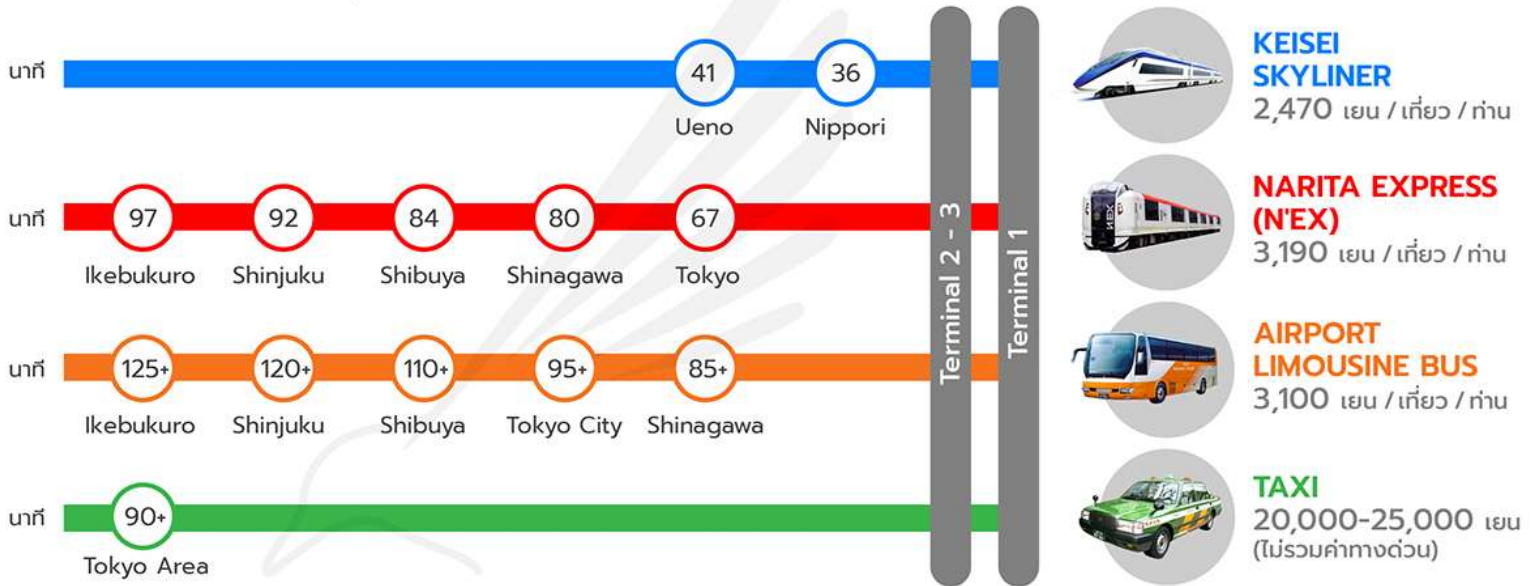 นาที
41
36
Ueno
Nippori
KEISEI
SKYLINER
2,470 เยน / เที่ยว / ท่าน
นาที
97
92
84
80
67
Ikebukuro
Shinjuku
Shibuya
Shinagawa
Tokyo
NARITA EXPRESS
(N'EX)
3,190 เยน / เที่ยว / ท่าน
นาที
125+
120+
110+
95+
85+
Ikebukuro
Shinjuku
Shibuya
Tokyo City
Shinagawa
AIRPORT
LIMOUSINE BUS
3,100 เยน / เที่ยว / ท่าน
นาที
90+
Tokyo Area
TAXI
20,000-25,000 เยน
(ไม่รวมค่าทางด่วน)
Terminal 2 - 3
Terminal 1